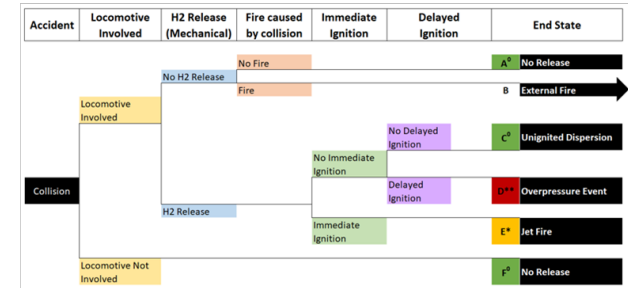 Accident
Locomotive
Involved
H2 Release
(Mechanical)
Fire caused
by collision
Immediate
Ignition
Delayed
Ignition
End State
No Fire
A⁰ No Release
No H2 Release
Fire
B External Fire
Locomotive
Involved
No Delayed
Ignition
C⁰ Unignited Dispersion
No Immediate
Ignition
Collision
Delayed
Ignition
D** Overpressure Event
H2 Release
Immediate
Ignition
E* Jet Fire
Locomotive Not
Involved
F⁰ No Release